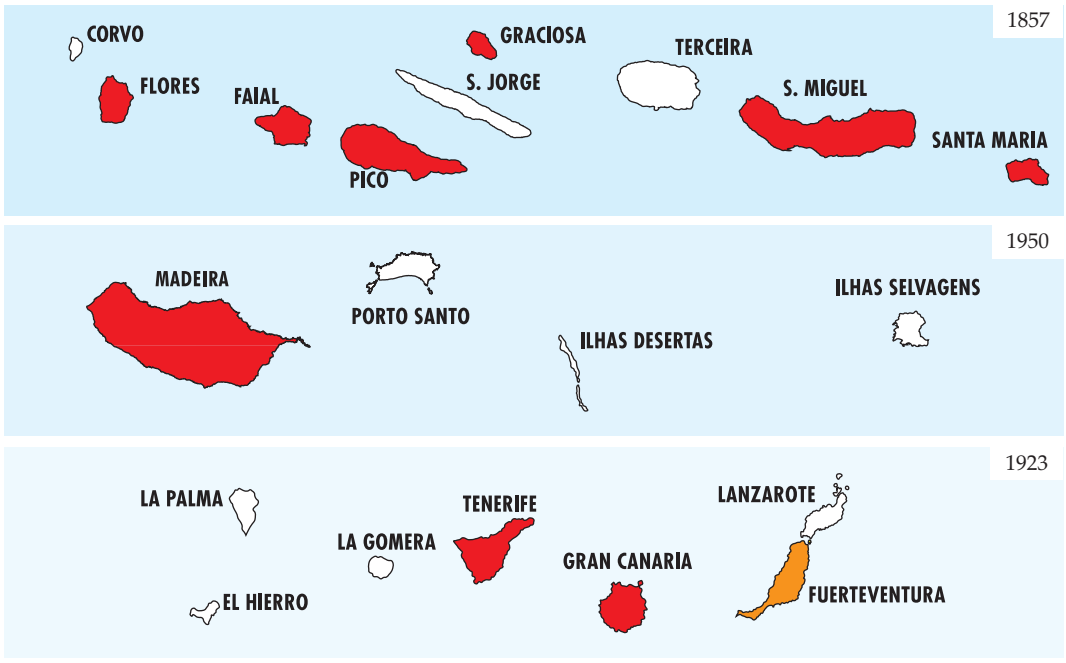 1857
CORVO
GRACIOSA
TERCEIRA
FLORES
S. JORGE
FAIAL
S. MIGUEL
SANTA MARIA
PICO
1950
MADEIRA
ILHAS SELVAGENS
PORTO SANTO
ILHAS DESERTAS
1923
LA PALMA
LANZAROTE
TENERIFE
LA GOMERA
GRAN CANARIA
EL HIERRO
FUERTEVENTURA